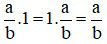 a/b .1 = 1. a/b = a/b